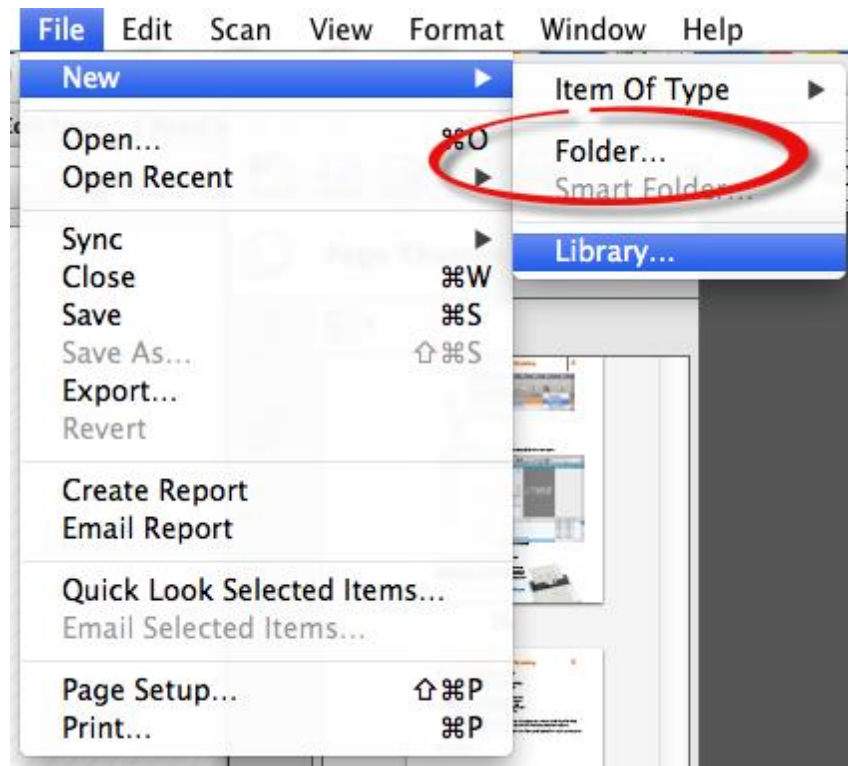 File Edit Scan View Format Window Help
New ▶
Open... ⌘O
Open Recent ▶
Sync ▶
Close ⌘W
Save ⌘S
Save As... ⇧⌘S
Export...
Revert
Create Report
Email Report
Quick Look Selected Items...
Email Selected Items...
Page Setup... ⇧⌘P
Print... ⌘P
Item Of Type ▶
Folder...
Smart Folder...
Library...